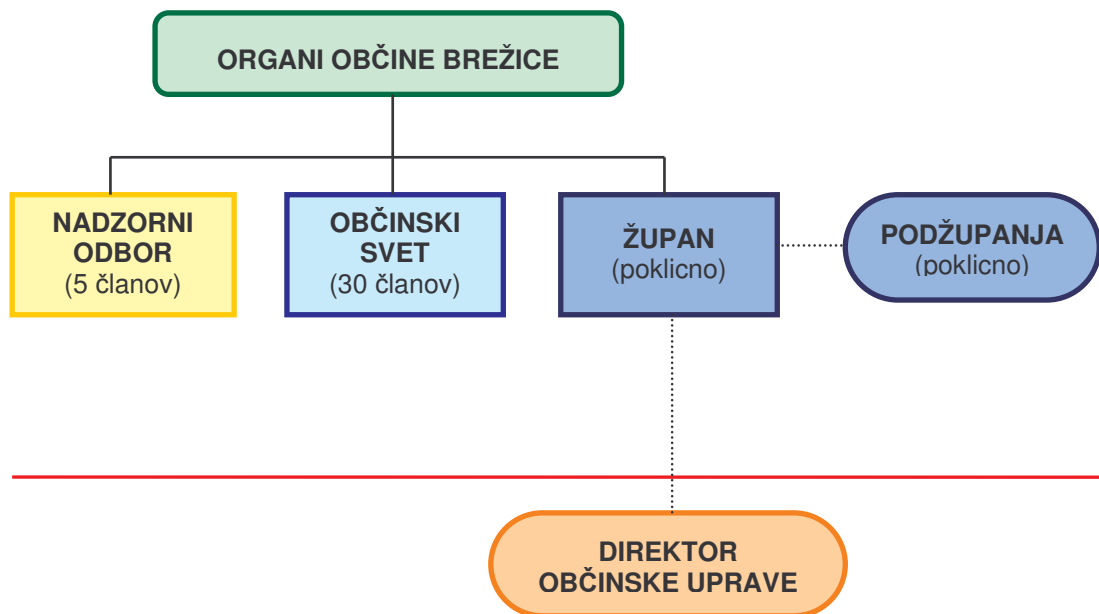 ORGANI OBČINE BREŽICE
NADZORNI
ODBOR
(5 članov)
OBČINSKI
SVET
(30 članov)
ŽUPAN
(poklicno)
PODŽUPANJA
(poklicno)
DIREKTOR
OBČINSKE UPRAVE